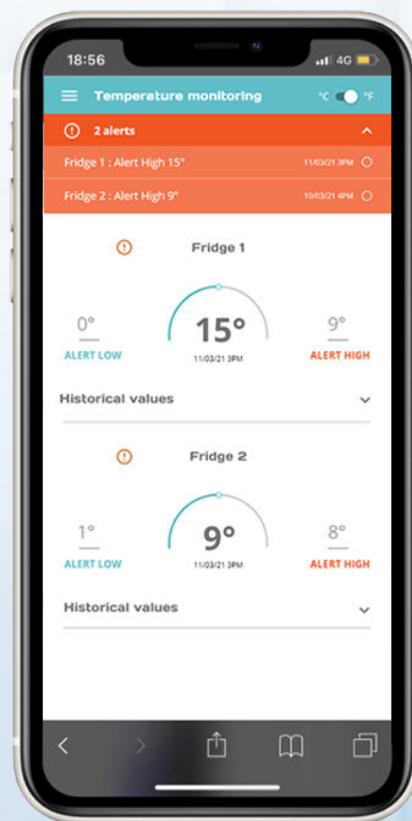 18:56
4G
Temperature monitoring
°C °F
2 alerts
Fridge 1 : Alert High 15°
11/03/21 3PM
Fridge 2 : Alert High 9°
10/03/21 4PM
Fridge 1
0°
ALERT LOW
15°
11/03/21 3PM
9°
ALERT HIGH
Historical values
Fridge 2
1°
ALERT LOW
9°
11/03/21 3PM
8°
ALERT HIGH
Historical values